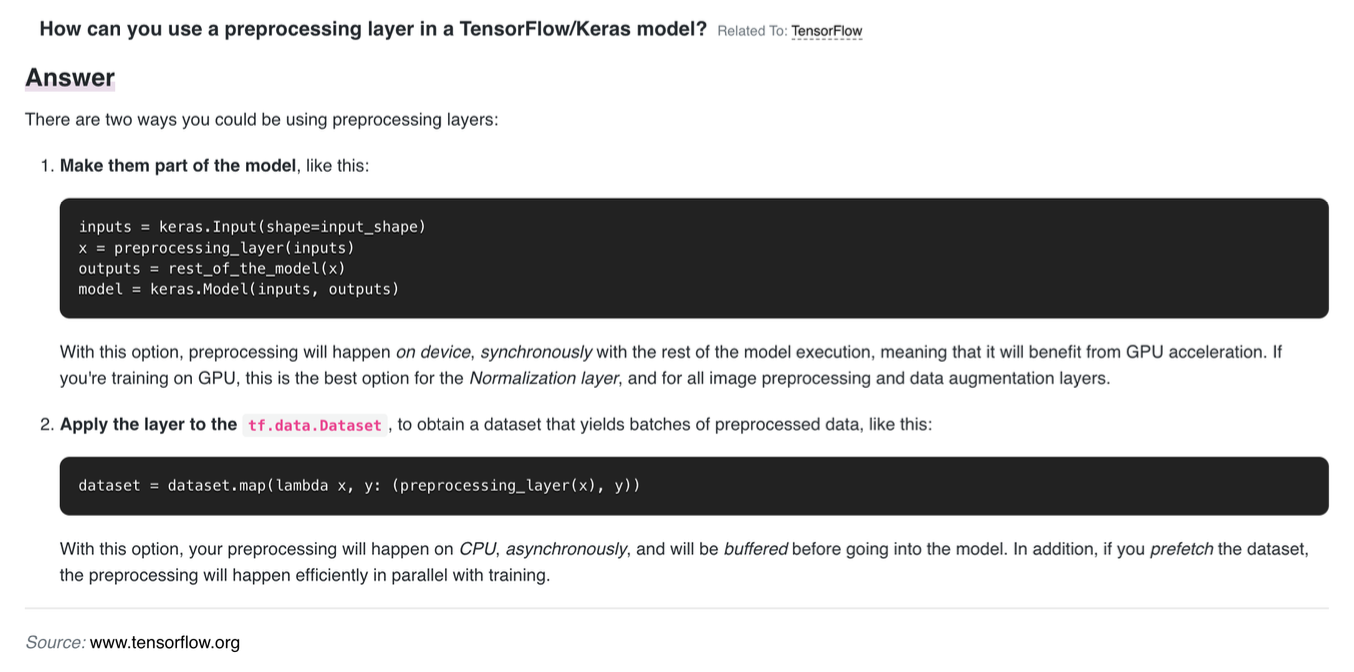 How can you use a preprocessing layer in a TensorFlow/Keras model? Related To: TensorFlow
Answer
There are two ways you could be using preprocessing layers:
1. Make them part of the model, like this:
inputs = keras.Input(shape=input_shape)
x = preprocessing_layer(inputs)
outputs = rest_of_the_model(x)
model = keras.Model(inputs, outputs)
With this option, preprocessing will happen on device, synchronously with the rest of the model execution, meaning that it will benefit from GPU acceleration. If
you're training on GPU, this is the best option for the Normalization layer, and for all image preprocessing and data augmentation layers.
2. Apply the layer to the tf.data.Dataset , to obtain a dataset that yields batches of preprocessed data, like this:
dataset = dataset.map(lambda x, y: (preprocessing_layer(x), y))
With this option, your preprocessing will happen on CPU, asynchronously, and will be buffered before going into the model. In addition, if you prefetch the dataset,
the preprocessing will happen efficiently in parallel with training.
Source: www.tensorflow.org